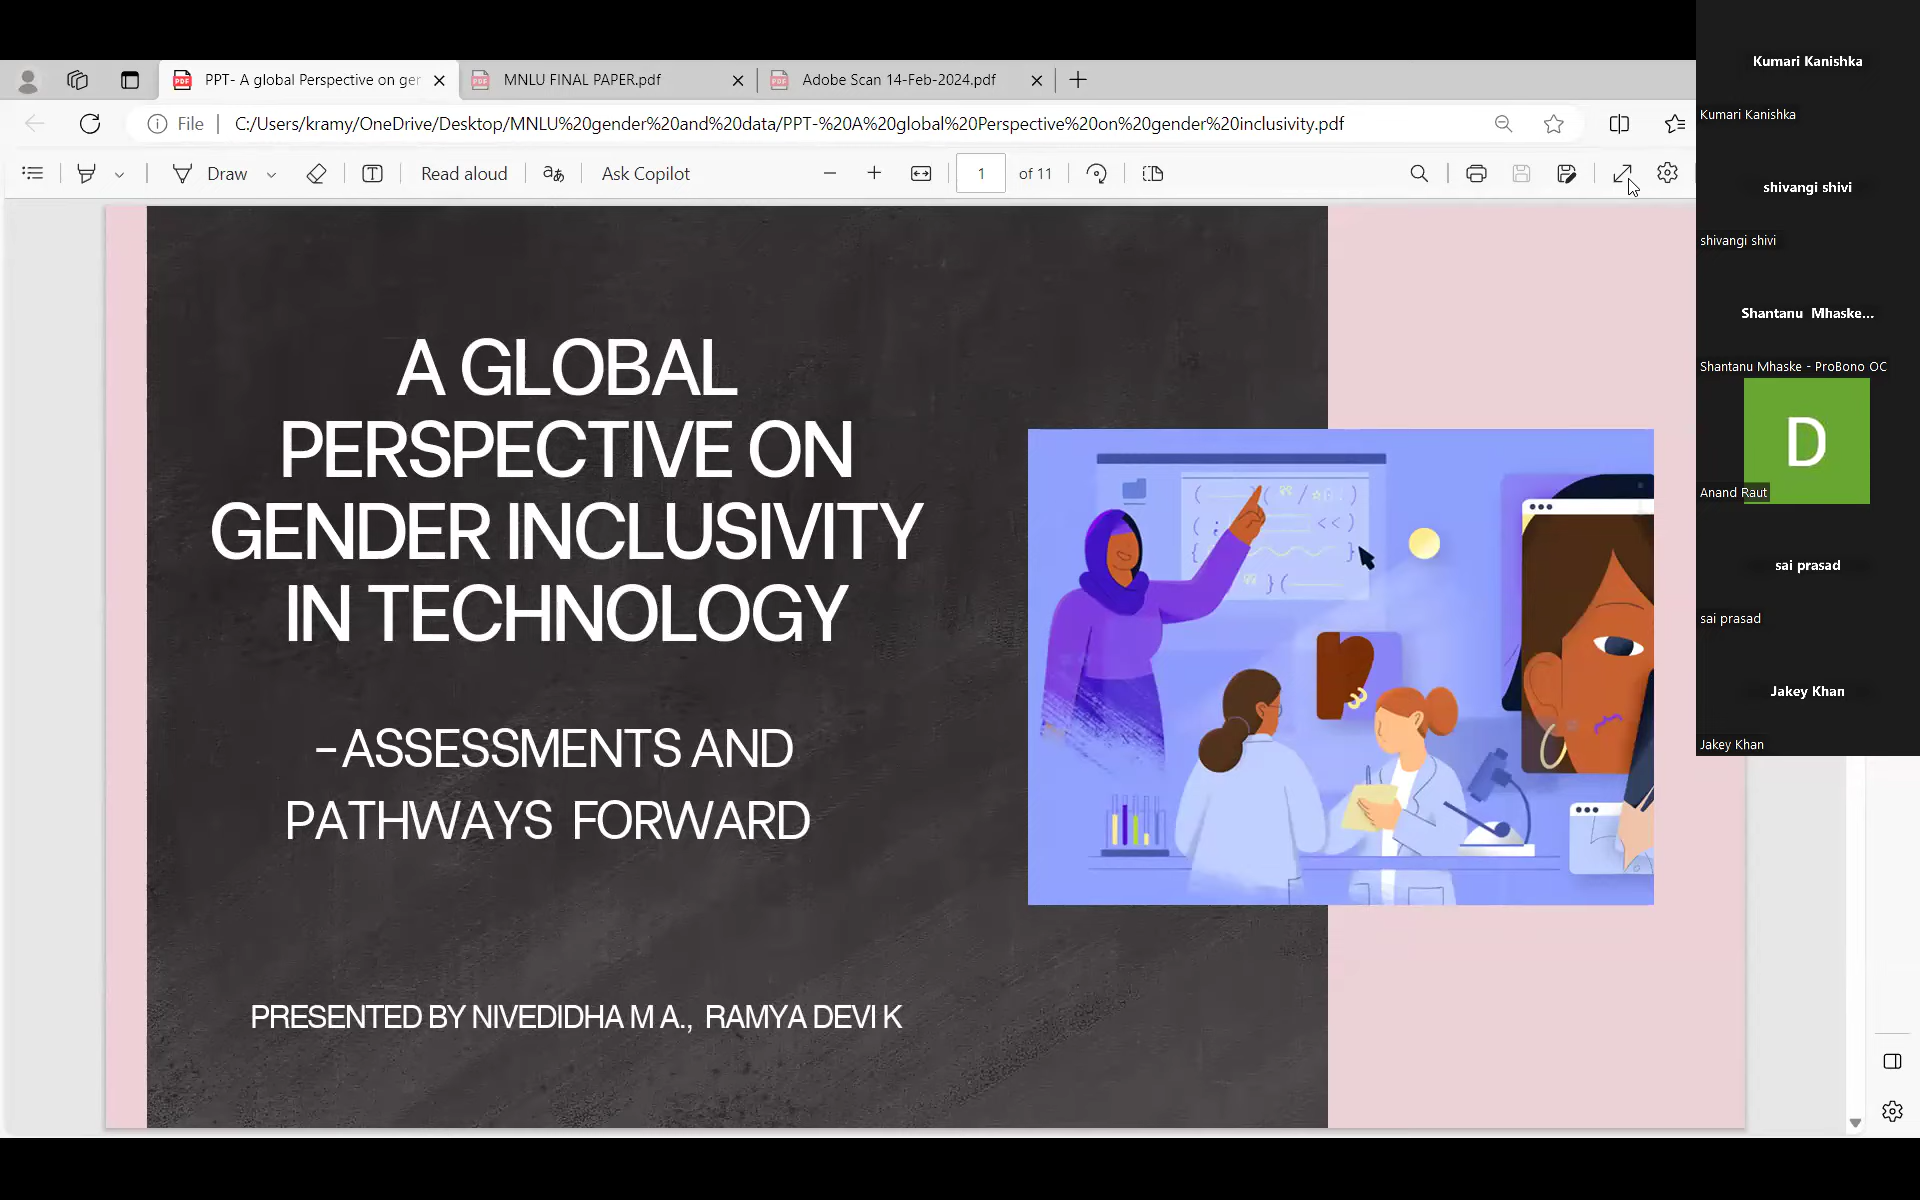 PPT- A global Perspective on ger
MNLU FINAL PAPER.pdf
Adobe Scan 14-Feb-2024.pdf
File
C:/Users/kramy/OneDrive/Desktop/MNLU%20gender%20and%20data/PPT-%20A%20global%20Perspective%20on%20gender%20inclusivity.pdf
Draw
Read aloud
aあ
Ask Copilot
1 of 11
A GLOBAL
PERSPECTIVE ON
GENDER INCLUSIVITY
IN TECHNOLOGY
–ASSESSMENTS AND
PATHWAYS FORWARD
PRESENTED BY NIVEDIDHA M A., RAMYA DEVI K
Kumari Kanishka
Kumari Kanishka
shivangi shivi
shivangi shivi
Shantanu Mhaske...
Shantanu Mhaske - ProBono OC
D
Anand Raut
sai prasad
sai prasad
Jakey Khan
Jakey Khan